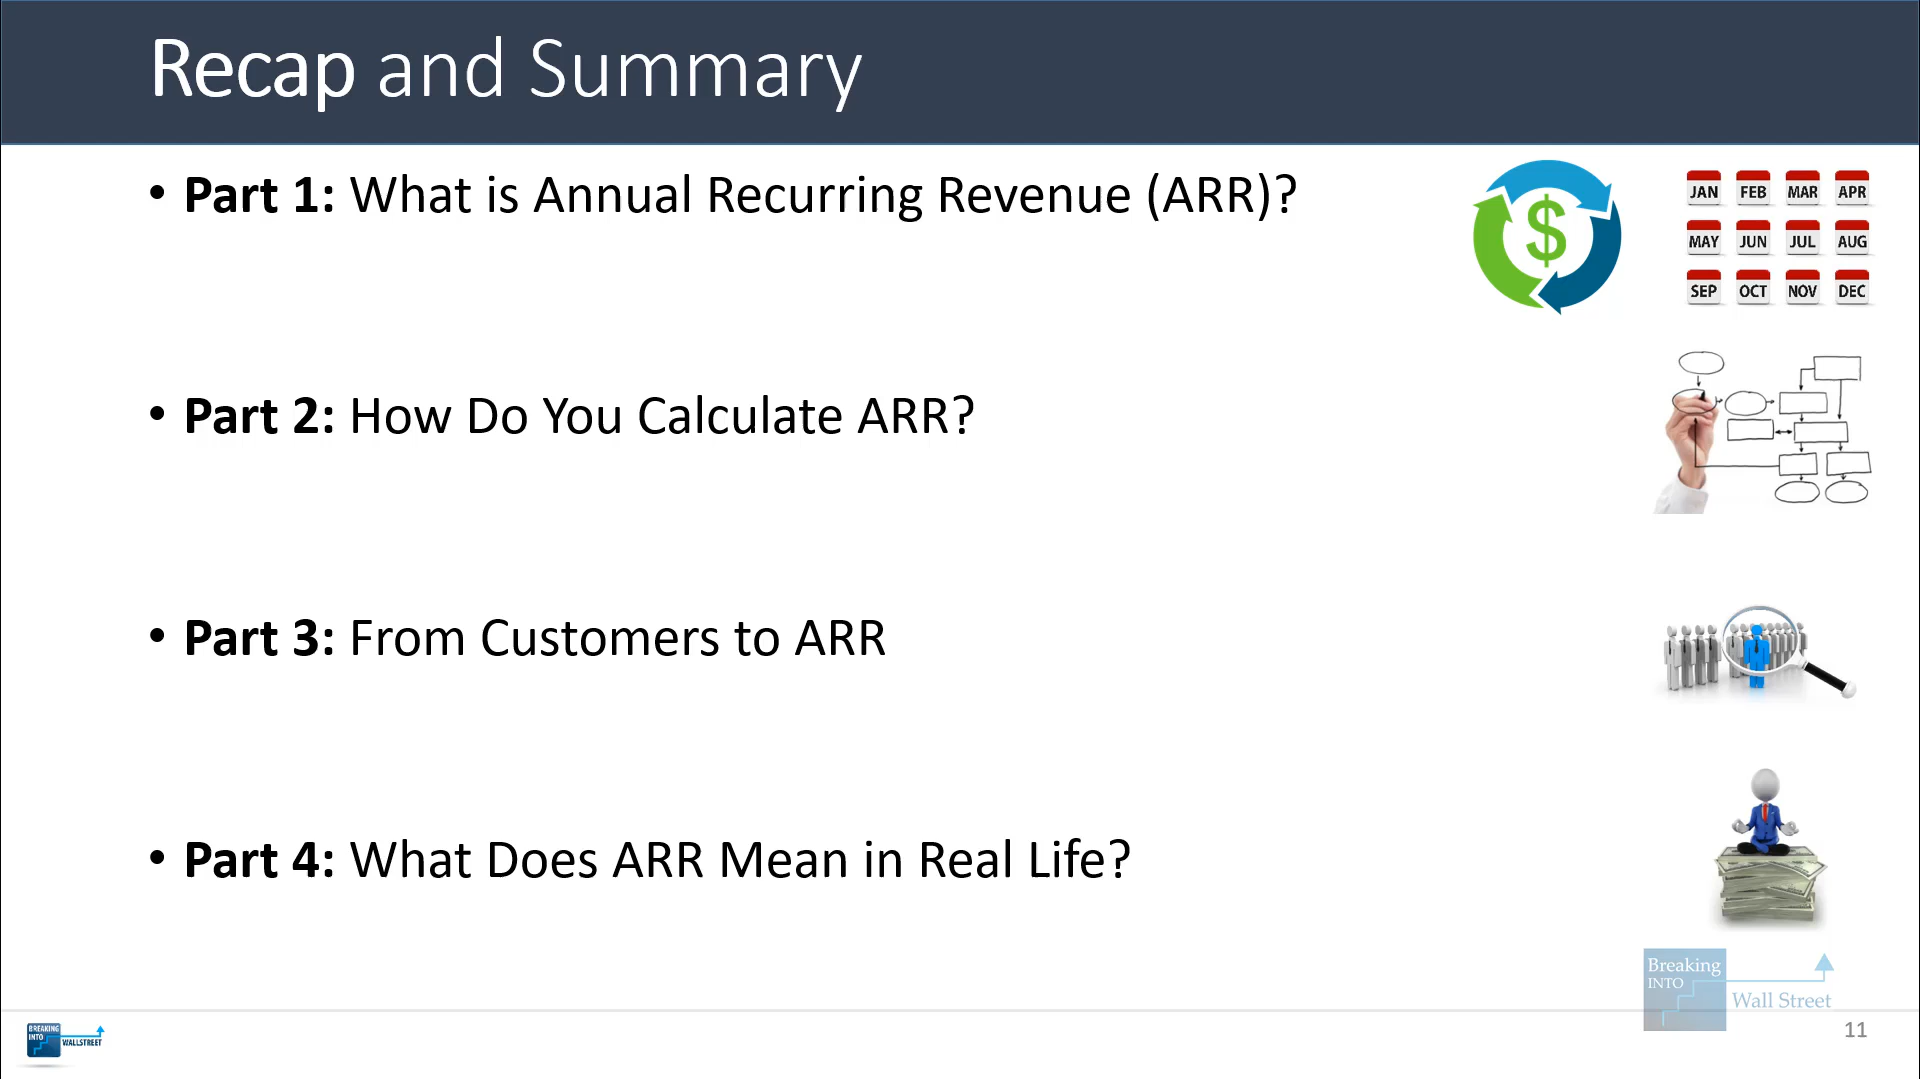 Recap and Summary
• Part 1: What is Annual Recurring Revenue (ARR)?
JAN FEB MAR APR
MAY JUN JUL AUG
SEP OCT NOV DEC
• Part 2: How Do You Calculate ARR?
• Part 3: From Customers to ARR
• Part 4: What Does ARR Mean in Real Life?
$
Breaking
INTO
Wall Street
BREAKING
INTO
WALLSTREET
11